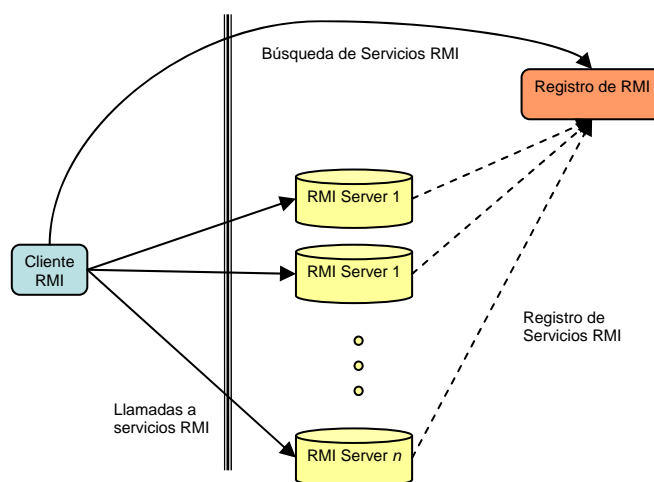 Búsqueda de Servicios RMI
Registro de RMI
RMI Server 1
RMI Server 1
Cliente
RMI
Registro de
Servicios RMI
Llamadas a
servicios RMI
RMI Server n